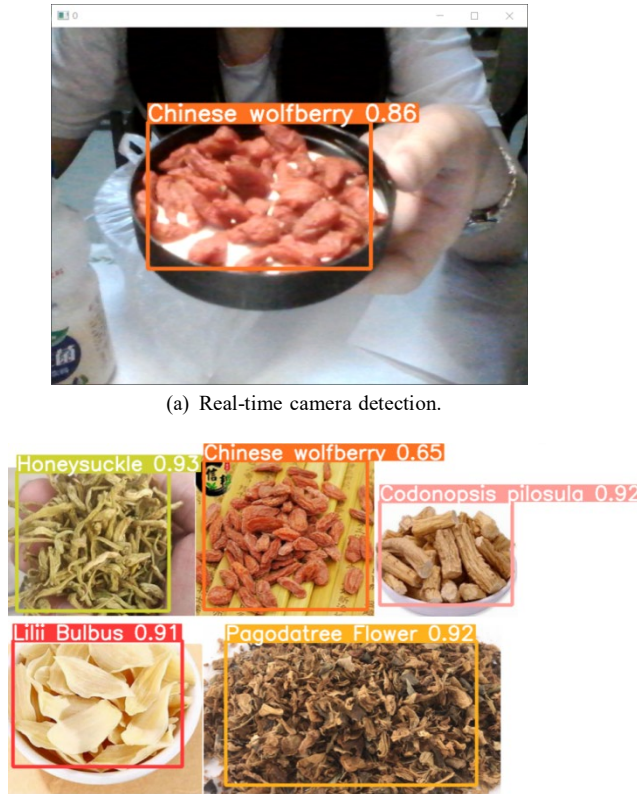 0
Chinese wolfberry 0.86
(a) Real-time camera detection.
Honeysuckle 0.93
Chinese wolfberry 0.65
Codonopsis pilosula 0.92
Lilii Bulbus 0.91
Pagodatree Flower 0.92